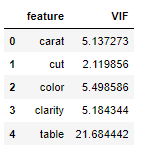 feature VIF
0 carat 5.137273
1 cut 2.119856
2 color 5.498586
3 clarity 5.184344
4 table 21.684442